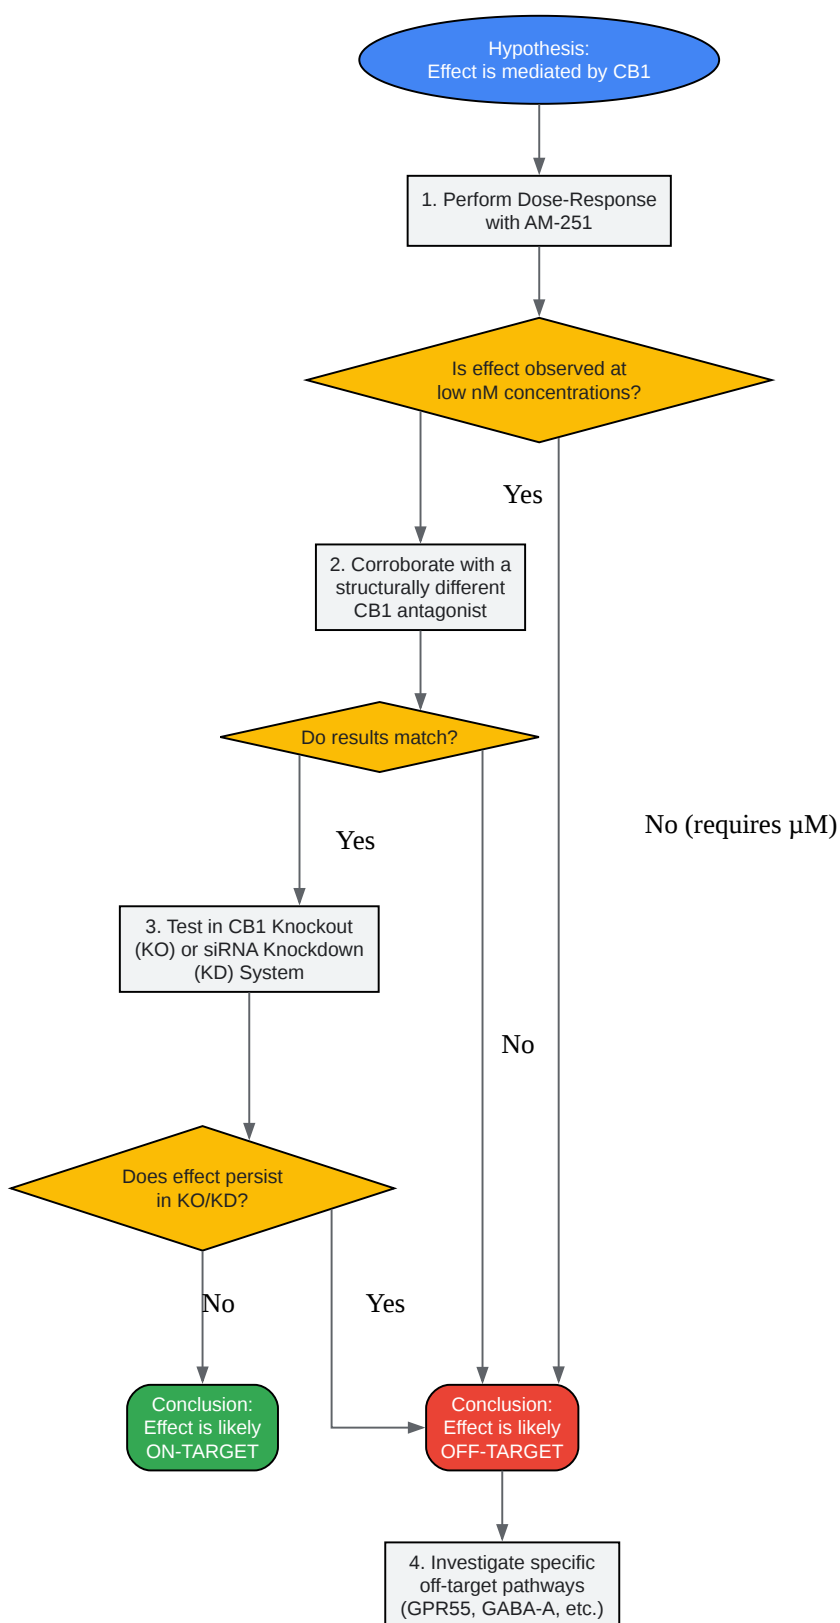 Hypothesis:
Effect is mediated by CB1
1. Perform Dose-Response
with AM-251
Is effect observed at
low nM concentrations?
Yes
2. Corroborate with a
structurally different
CB1 antagonist
Do results match?
No (requires µM)
Yes
3. Test in CB1 Knockout
(KO) or siRNA Knockdown
(KD) System
No
Does effect persist
in KO/KD?
No
Yes
Conclusion:
Effect is likely
ON-TARGET
Conclusion:
Effect is likely
OFF-TARGET
4. Investigate specific
off-target pathways
(GPR55, GABA-A, etc.)